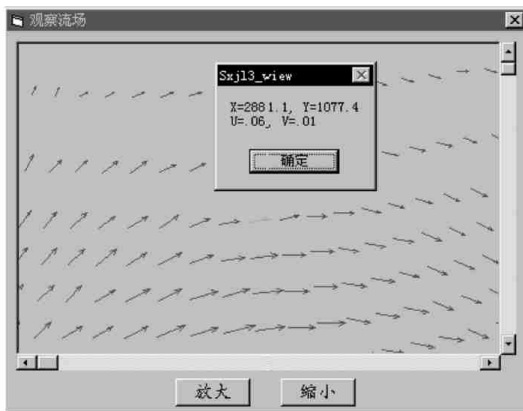 观察流场
Sxjl3_wiew
X=2881.1, Y=1077.4
U=.06, V=.01
确定
放大
缩小